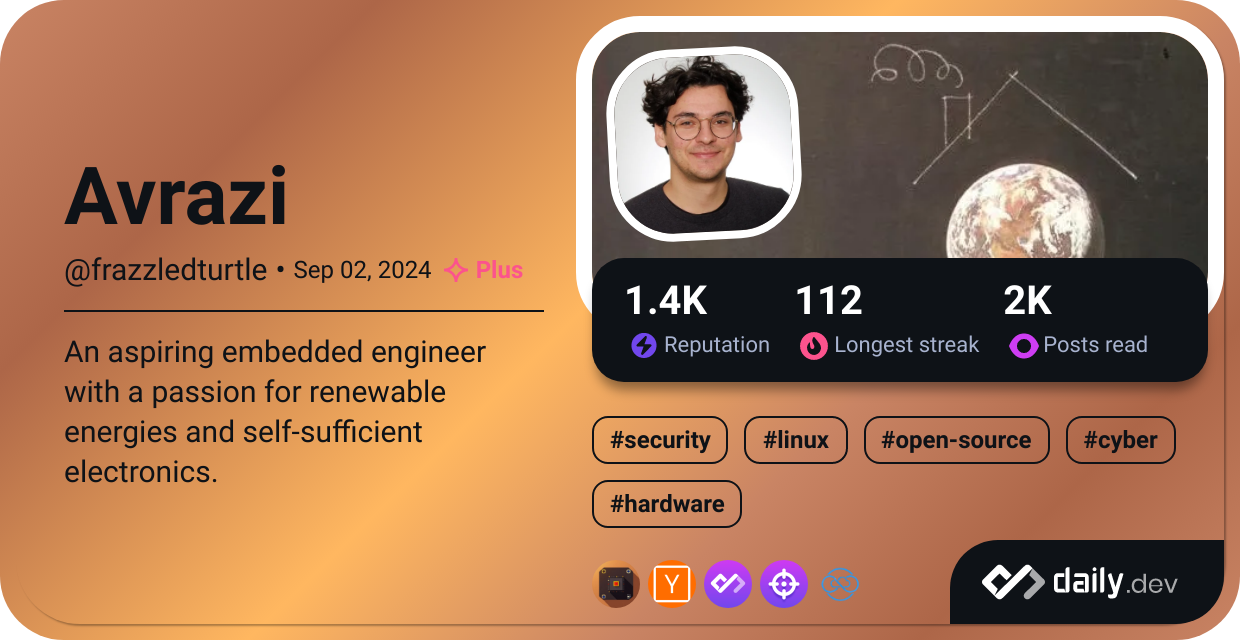 Avrazi
@frazzledturtle • Sep 02, 2024 Plus
An aspiring embedded engineer
with a passion for renewable
energies and self-sufficient
electronics.
1.4K 112 2K
Reputation Longest streak Posts read
#security #linux #open-source #cyber
#hardware
Y
daily.dev